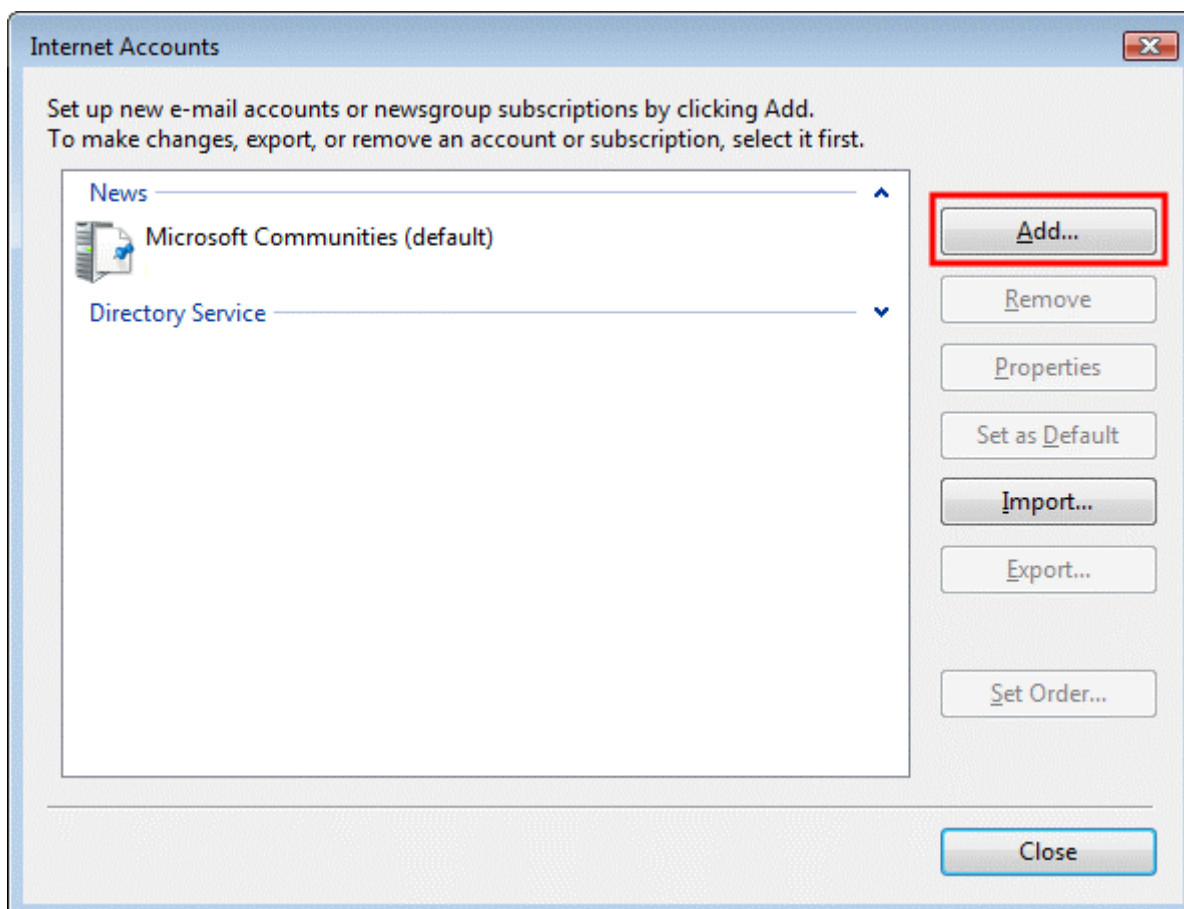 Internet Accounts
Set up new e-mail accounts or newsgroup subscriptions by clicking Add.
To make changes, export, or remove an account or subscription, select it first.
News
Microsoft Communities (default)
Directory Service
Add...
Remove
Properties
Set as Default
Import...
Export...
Set Order...
Close